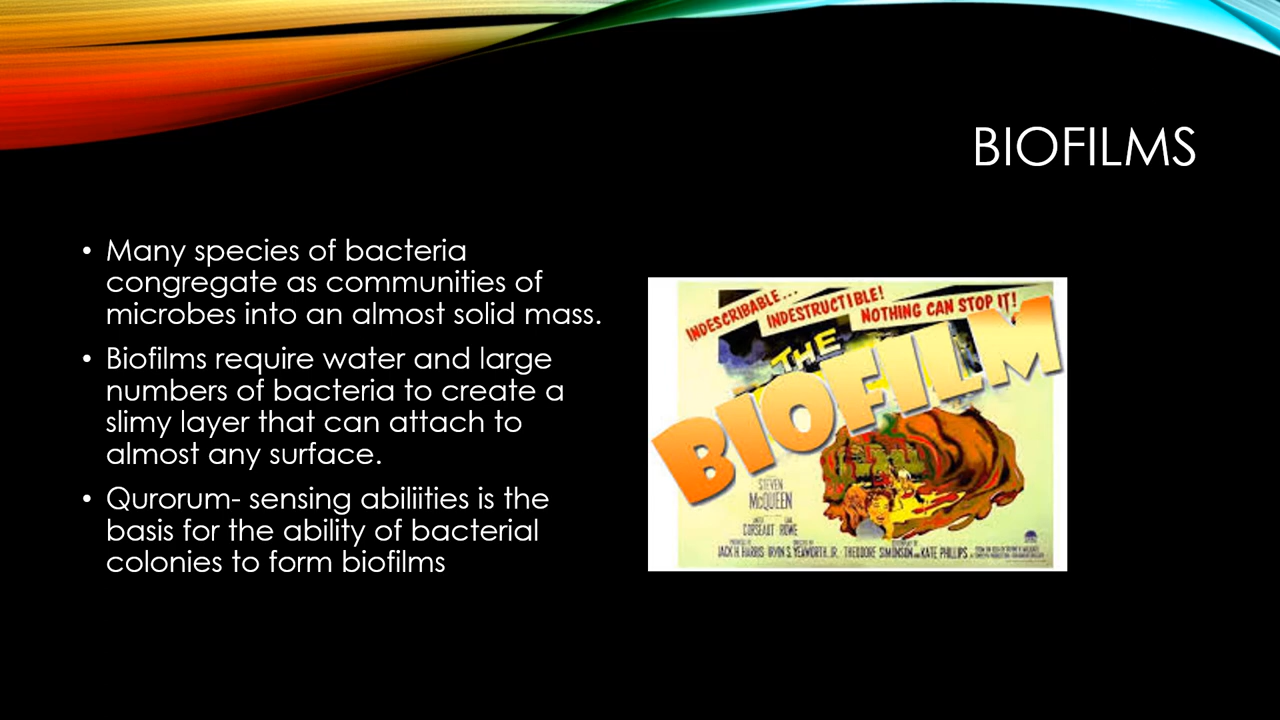 BIOFILMS
• Many species of bacteria
congregate as communities of
microbes into an almost solid mass.
• Biofilms require water and large
numbers of bacteria to create a
slimy layer that can attach to
almost any surface.
• Qurorum- sensing abiliities is the
basis for the ability of bacterial
colonies to form biofilms
INDESCRIBABLE...
INDESTRUCTIBLE!
NOTHING CAN STOP IT!
THE
BIOFILM
STEVEN
McQUEEN
CORSEAUT ROWE
JACK H. HARRIS IRVIN S. YEAWORTH, JR. THEODORE SIMONSON AND KATE PHILLIPS